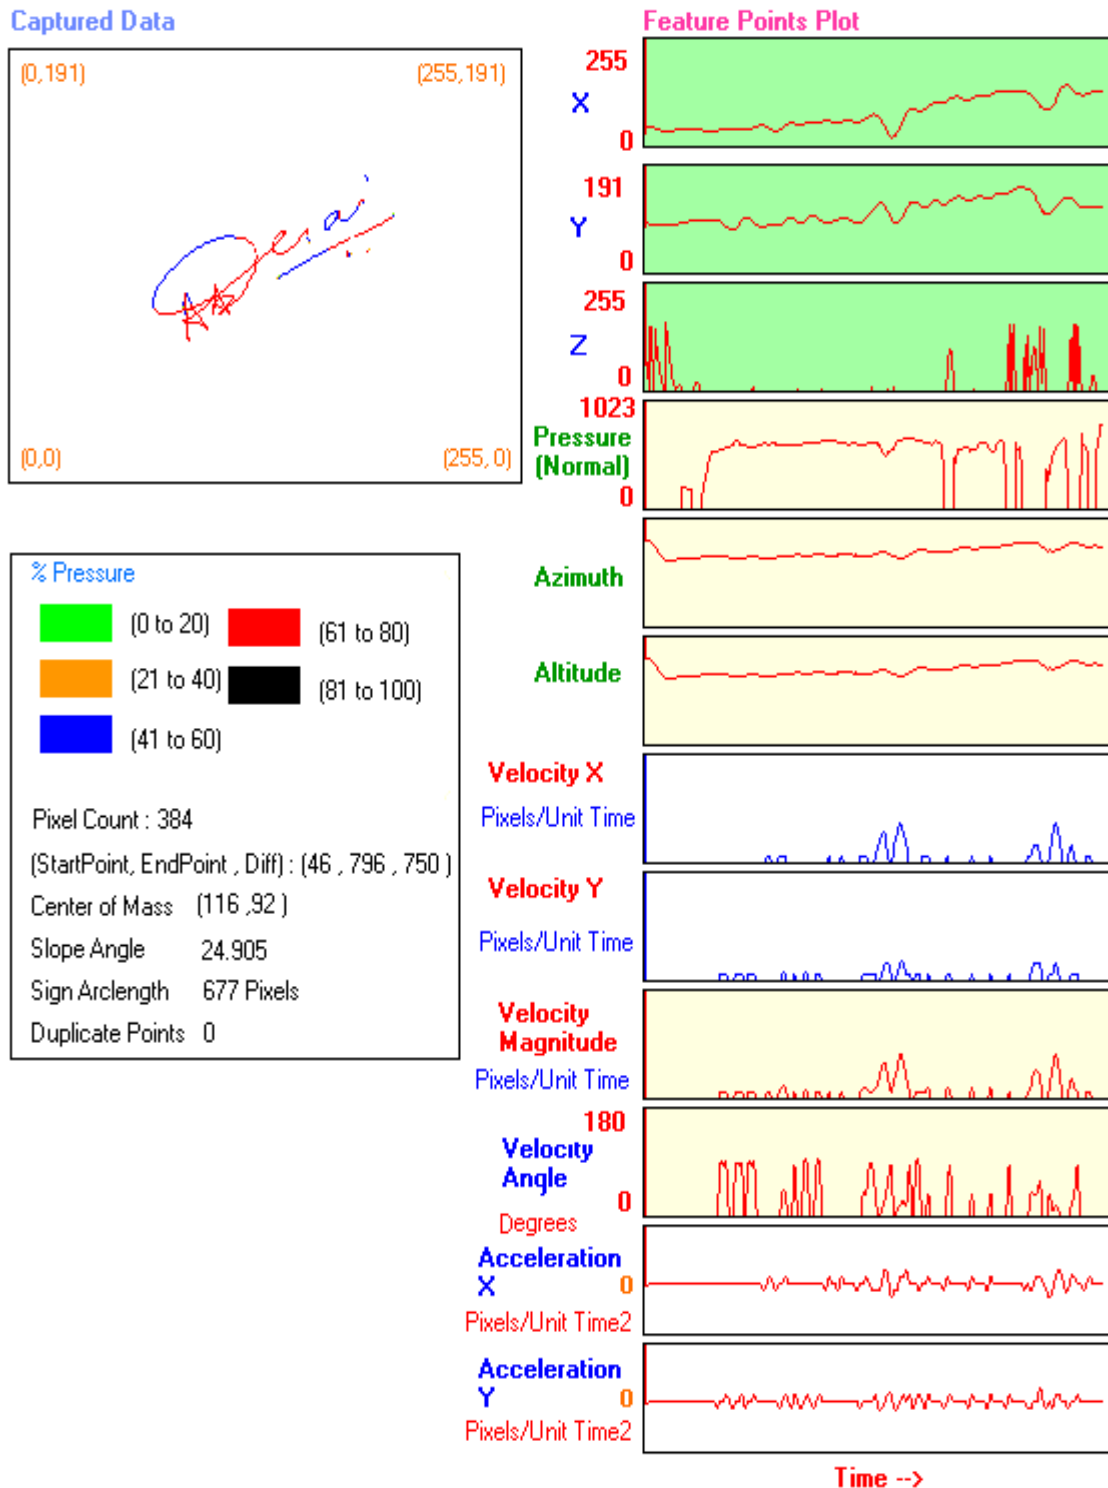 Captured Data
(0,191) (255,191)
(0,0) (255, 0)
% Pressure
(0 to 20) (61 to 80)
(21 to 40) (81 to 100)
(41 to 60)
Pixel Count : 384
(StartPoint, EndPoint , Diff) : (46 , 796 , 750 )
Center of Mass (116 ,92 )
Slope Angle 24.905
Sign Arclength 677 Pixels
Duplicate Points 0
Feature Points Plot
255
X
0
191
Y
0
255
Z
0
1023
Pressure
(Normal)
0
Azimuth
Altitude
Velocity X
Pixels/Unit Time
Velocity Y
Pixels/Unit Time
Velocity
Magnitude
Pixels/Unit Time
180
Velocity
Angle
0
Degrees
Acceleration
X 0
Pixels/Unit Time2
Acceleration
Y 0
Pixels/Unit Time2
Time -->